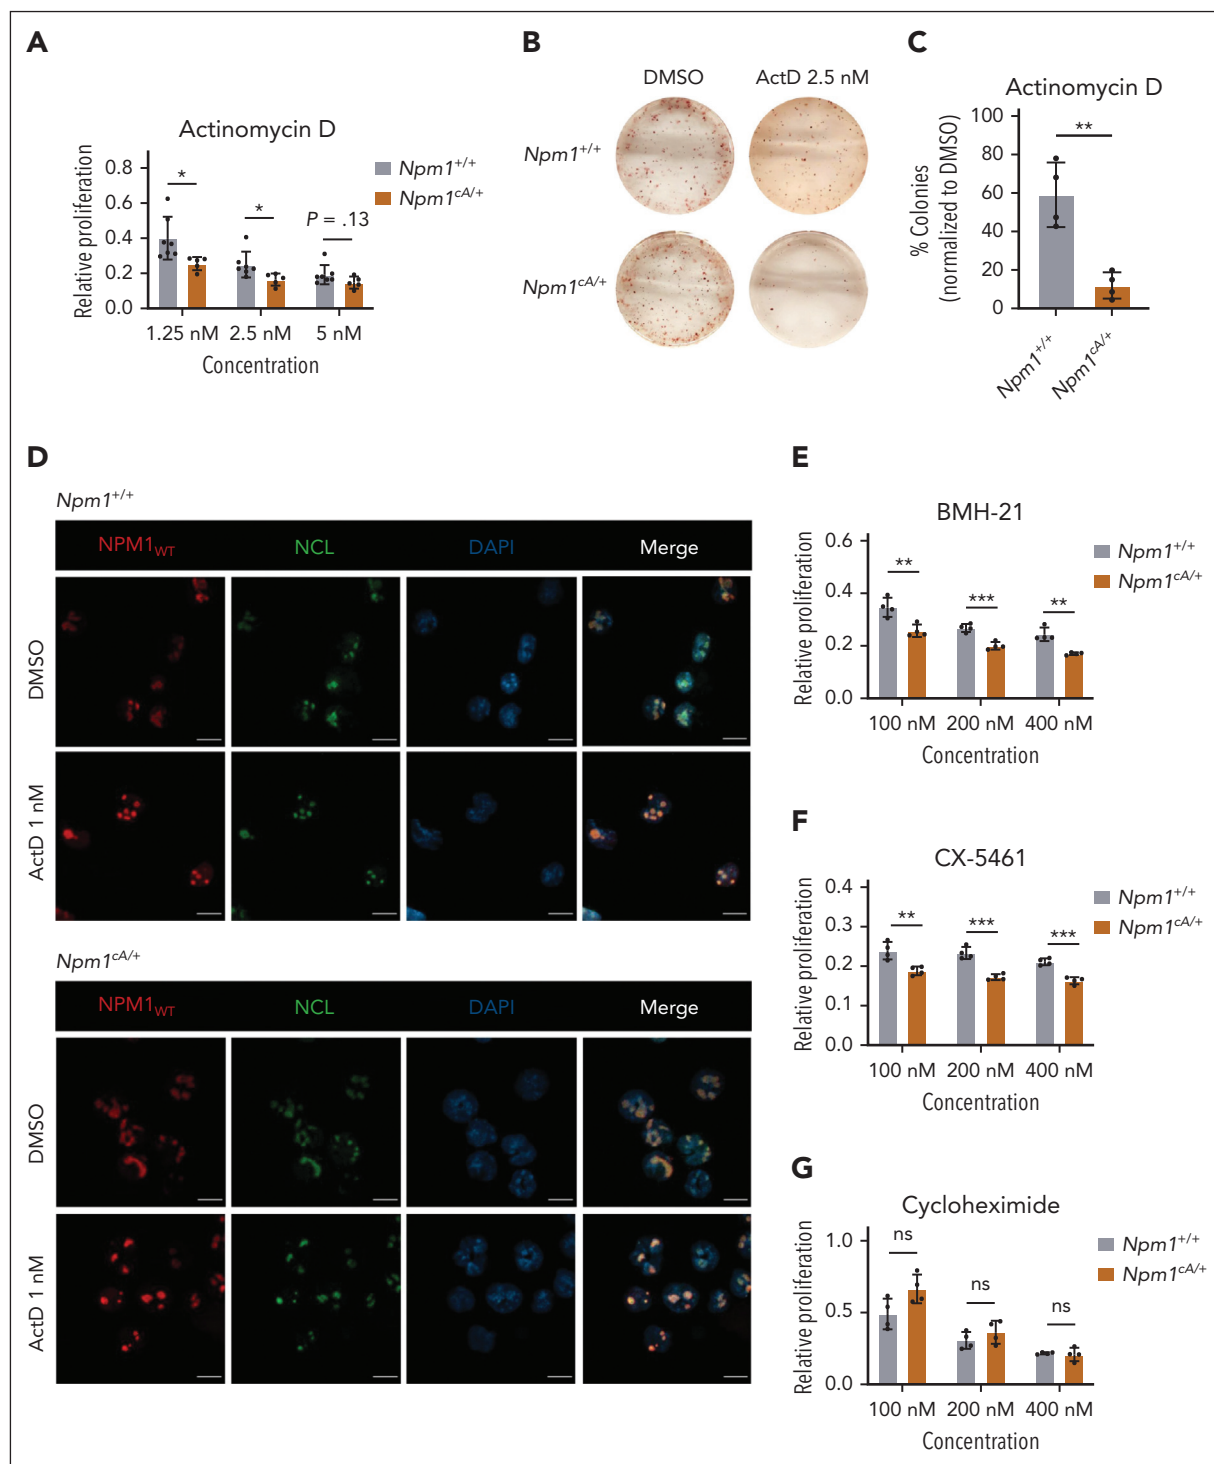 A
Actinomycin D
Relative proliferation
0.8
0.6
0.4
0.2
0.0
*
*
P = .13
1.25 nM 2.5 nM 5 nM
Concentration
Npm1+/+
Npm1cA/+
B
DMSO ActD 2.5 nM
Npm1+/+
Npm1cA/+
C
Actinomycin D
% Colonies
(normalized to DMSO)
100
80
60
40
20
0
**
Npm1+/+
Npm1cA/+
D
Npm1+/+
NPM1WT NCL DAPI Merge
DMSO
ActD 1 nM
Npm1cA/+
NPM1WT NCL DAPI Merge
DMSO
ActD 1 nM
E
BMH-21
Relative proliferation
0.6
0.4
0.2
0.0
**
***
**
100 nM 200 nM 400 nM
Concentration
Npm1+/+
Npm1cA/+
F
CX-5461
Relative proliferation
0.4
0.3
0.2
0.1
0.0
**
***
***
100 nM 200 nM 400 nM
Concentration
Npm1+/+
Npm1cA/+
G
Cycloheximide
Relative proliferation
1.0
0.5
0.0
ns
ns
ns
100 nM 200 nM 400 nM
Concentration
Npm1+/+
Npm1cA/+